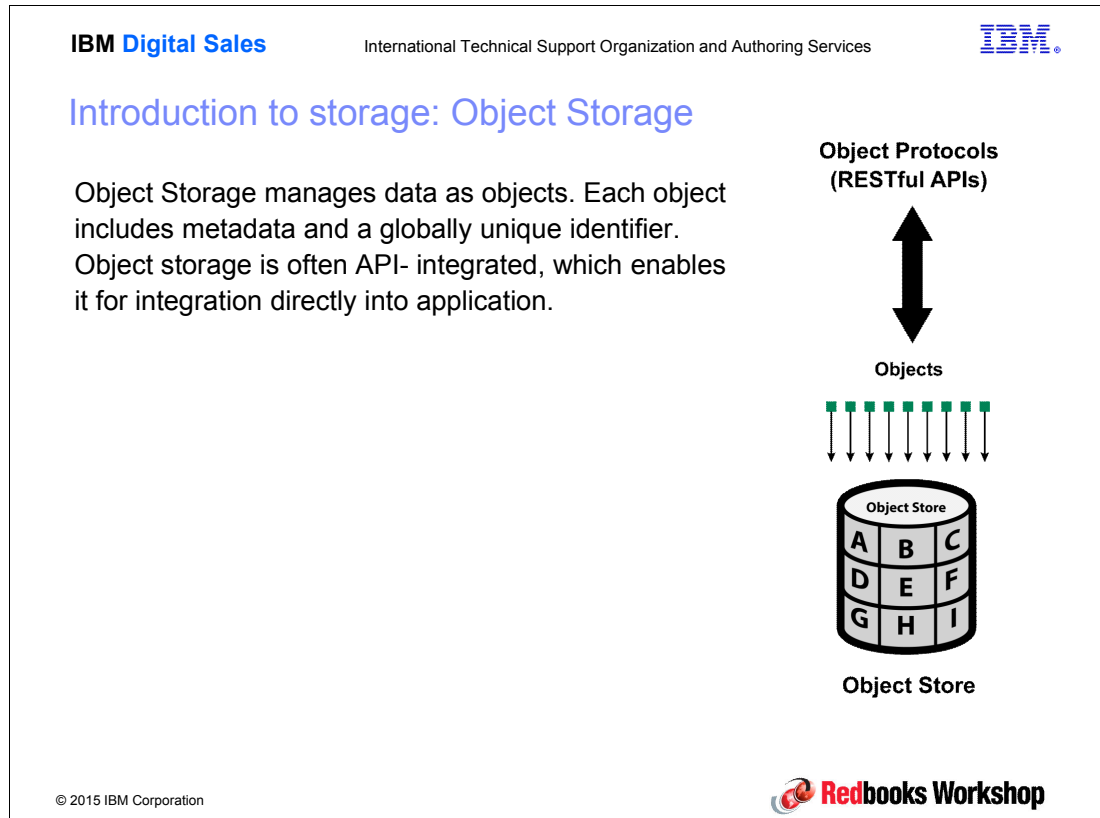 IBM Digital Sales
International Technical Support Organization and Authoring Services
IBM®
Introduction to storage: Object Storage
Object Storage manages data as objects. Each object
includes metadata and a globally unique identifier.
Object storage is often API- integrated, which enables
it for integration directly into application.
Object Protocols
(RESTful APIs)
Objects
Object Store
A B C
D E F
G H I
Object Store
© 2015 IBM Corporation
Redbooks Workshop